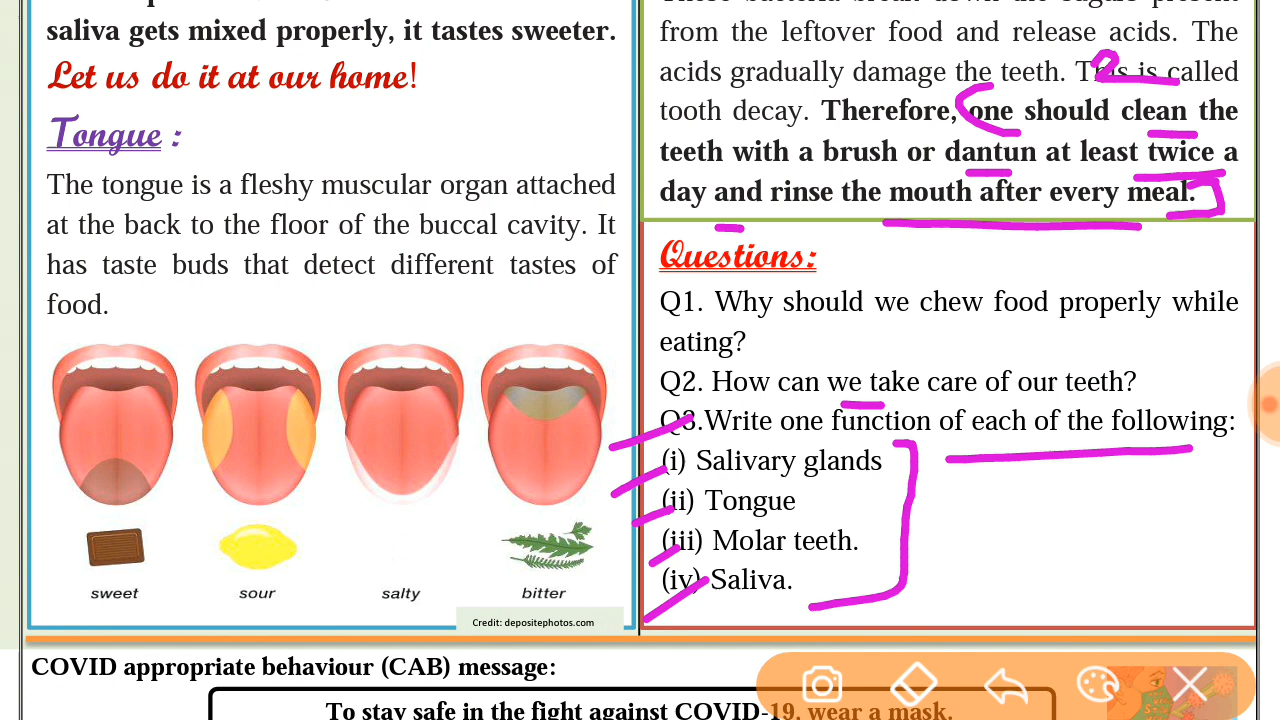 saliva gets mixed properly, it tastes sweeter.
Let us do it at our home!
Tongue :
The tongue is a fleshy muscular organ attached
at the back to the floor of the buccal cavity. It
has taste buds that detect different tastes of
food.
sweet
sour
salty
bitter
Credit: depositephotos.com
These bacteria break down the sugars present
from the leftover food and release acids. The
acids gradually damage the teeth. This is called
tooth decay. Therefore, one should clean the
teeth with a brush or dantun at least twice a
day and rinse the mouth after every meal.
Questions:
Q1. Why should we chew food properly while
eating?
Q2. How can we take care of our teeth?
Q3.Write one function of each of the following:
(i) Salivary glands
(ii) Tongue
(iii) Molar teeth.
(iv) Saliva.
COVID appropriate behaviour (CAB) message:
To stay safe in the fight against COVID-19, wear a mask.